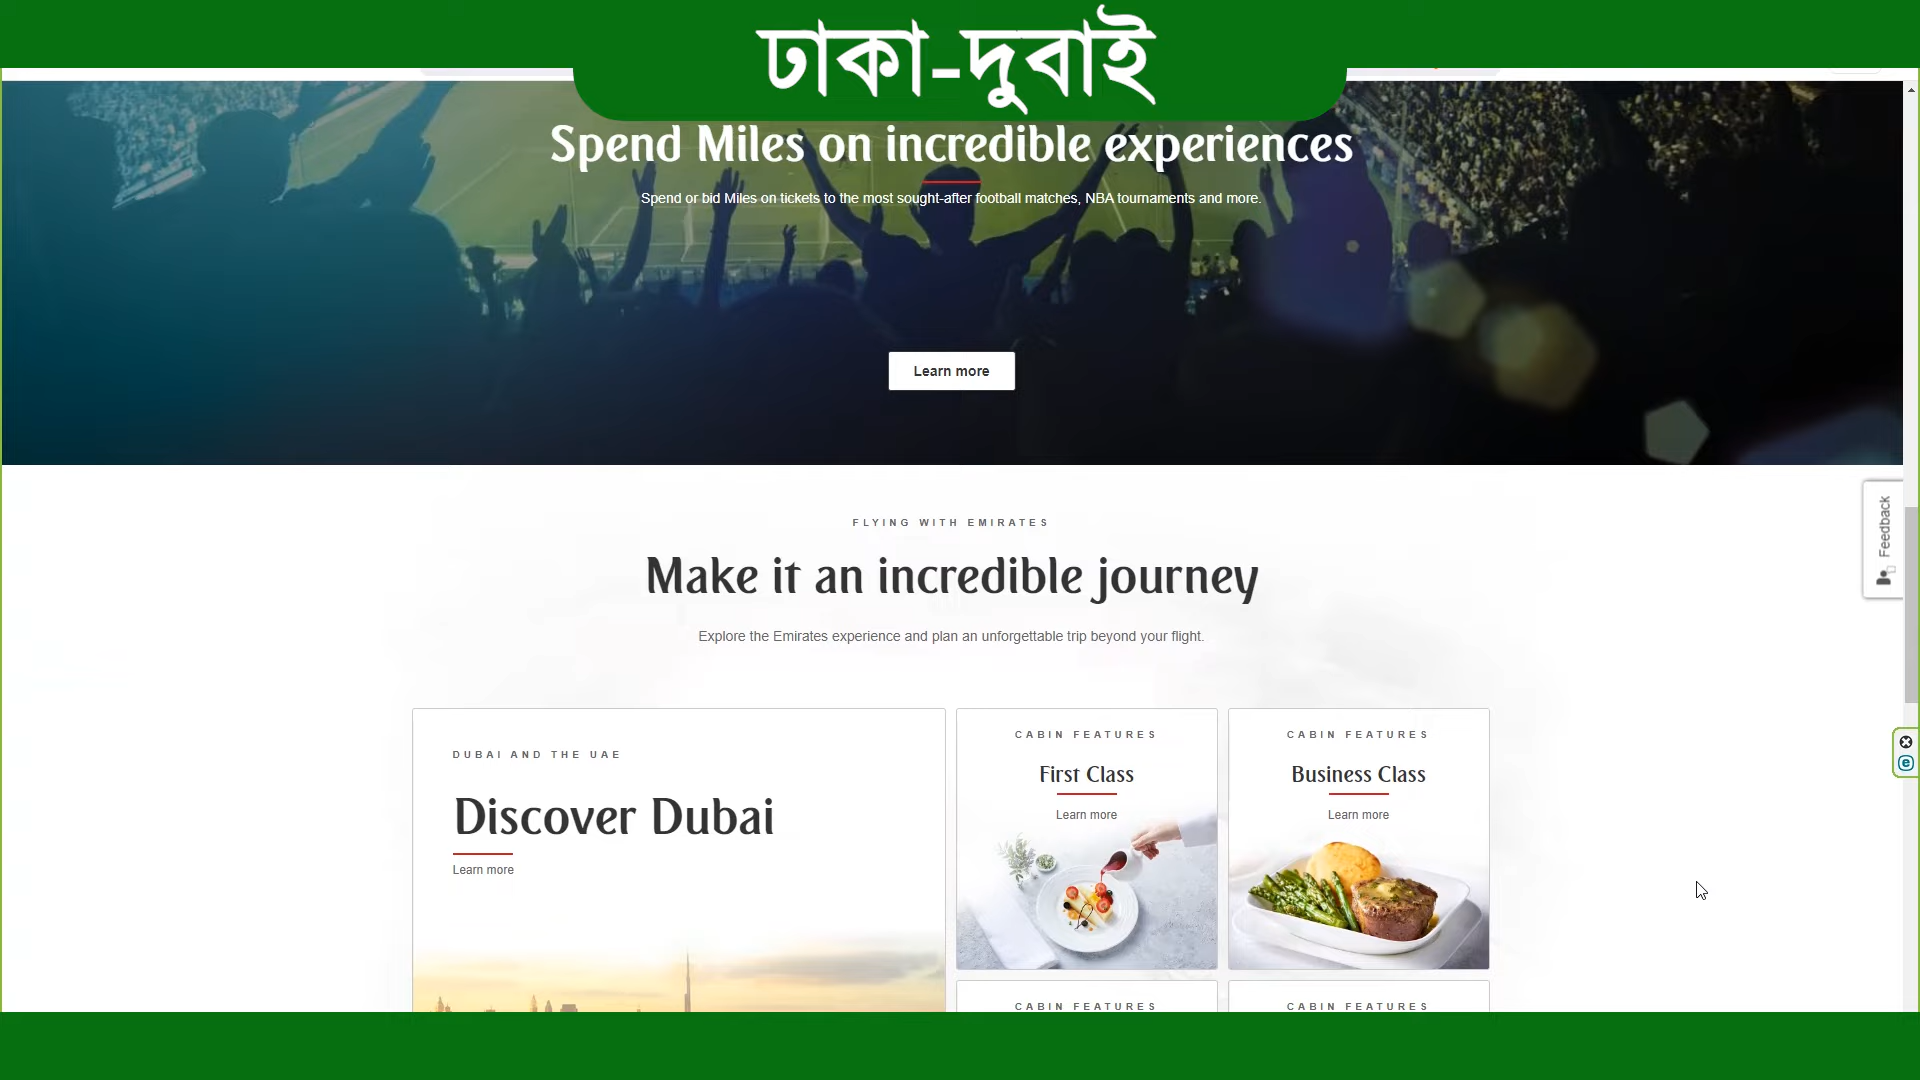 ঢাকা-দুবাই
Spend Miles on incredible experiences
Spend or bid Miles on tickets to the most sought-after football matches, NBA tournaments and more.
Learn more
FLYING WITH EMIRATES
Make it an incredible journey
Explore the Emirates experience and plan an unforgettable trip beyond your flight.
Feedback
DUBAI AND THE UAE
Discover Dubai
Learn more
CABIN FEATURES
First Class
Learn more
CABIN FEATURES
Business Class
Learn more
CABIN FEATURES
CABIN FEATURES